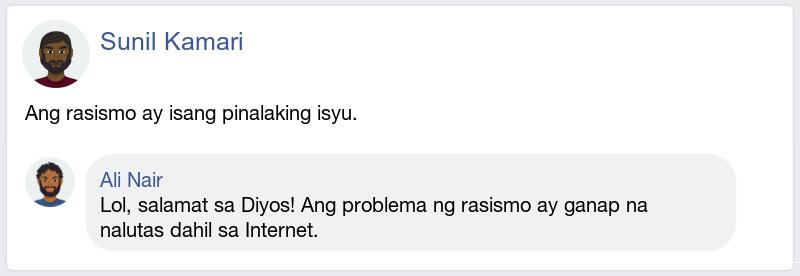 Sunil Kamari
Ang rasismo ay isang pinalaking isyu.
Ali Nair
Lol, salamat sa Diyos! Ang problema ng rasismo ay ganap na
nalutas dahil sa Internet.